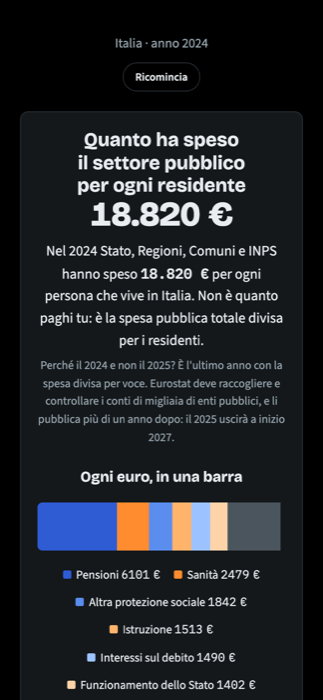 Italia · anno 2024
Ricomincia
Quanto ha speso
il settore pubblico
per ogni residente
18.820 €
Nel 2024 Stato, Regioni, Comuni e INPS
hanno speso 18.820 € per ogni
persona che vive in Italia. Non è quanto
paghi tu: è la spesa pubblica totale divisa
per i residenti.
Perché il 2024 e non il 2025? È l'ultimo anno con la
spesa divisa per voce. Eurostat deve raccogliere e
controllare i conti di migliaia di enti pubblici, e li
pubblica più di un anno dopo: il 2025 uscirà a inizio
2027.
Ogni euro, in una barra
Pensioni 6101 € Sanità 2479 €
Altra protezione sociale 1842 €
Istruzione 1513 €
Interessi sul debito 1490 €
Funzionamento dello Stato 1402 €